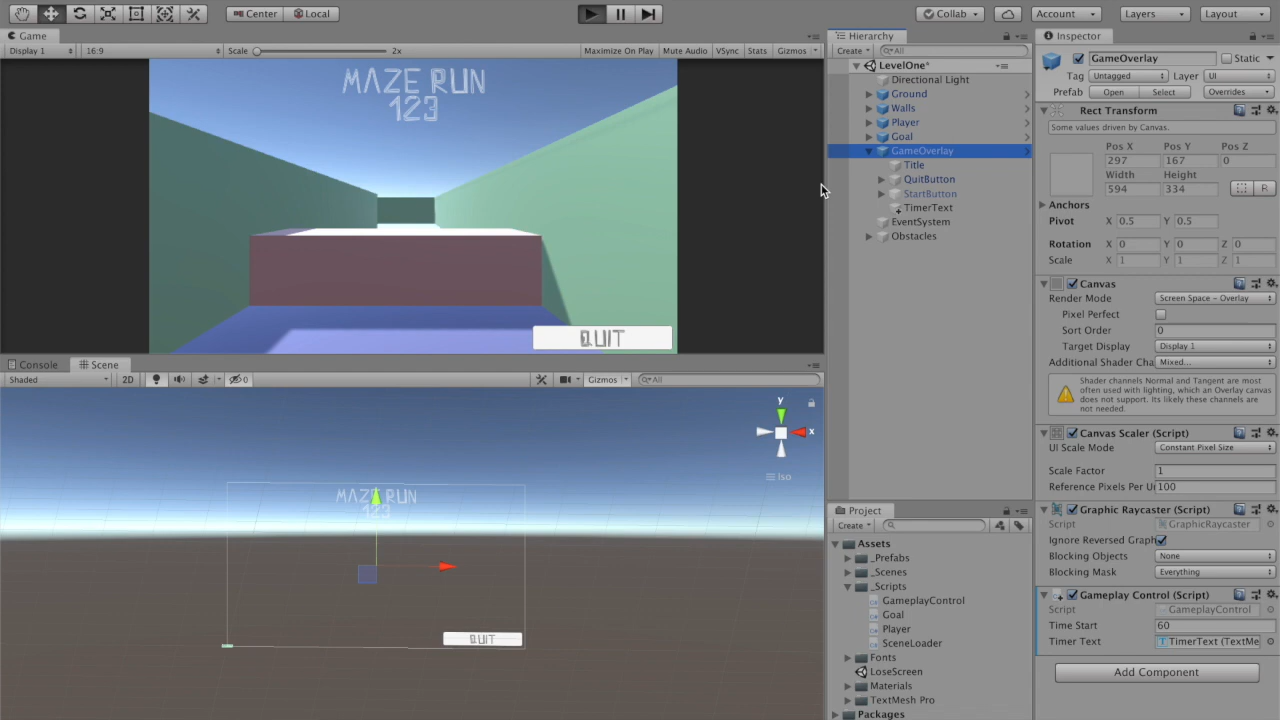 Center Local Collab Account Layers Layout
Game
Display 1 16:9 Scale 2x Maximize On Play Mute Audio VSync Stats Gizmos
MAZE RUN
123
QUIT
Console Scene
Shaded 2D 0 Gizmos All
y
x
Iso
MAZE RUN
123
QUIT
Hierarchy
Create All
LevelOne*
Directional Light
Ground
Walls
Player
Goal
GameOverlay
Title
QuitButton
StartButton
TimerText
EventSystem
Obstacles
Project
Create
Assets
_Prefabs
_Scenes
_Scripts
GameplayControl
Goal
Player
SceneLoader
Fonts
LoseScreen
Materials
TextMesh Pro
Packages
Inspector
GameOverlay Static
Tag Untagged Layer UI
Prefab Open Select Overrides
Rect Transform
Some values driven by Canvas.
Pos X Pos Y Pos Z
297 167 0
Width Height
594 334 R
Anchors
Pivot X 0.5 Y 0.5
Rotation X 0 Y 0 Z 0
Scale X 1 Y 1 Z 1
Canvas
Render Mode Screen Space - Overlay
Pixel Perfect
Sort Order 0
Target Display Display 1
Additional Shader Cha Mixed...
Shader channels Normal and Tangent are most
often used with lighting, which an Overlay canvas
does not support. Its likely these channels are
not needed.
Canvas Scaler (Script)
UI Scale Mode Constant Pixel Size
Scale Factor 1
Reference Pixels Per Un 100
Graphic Raycaster (Script)
Script GraphicRaycaster
Ignore Reversed Graph
Blocking Objects None
Blocking Mask Everything
Gameplay Control (Script)
Script GameplayControl
Time Start 60
Timer Text TimerText (TextMe
Add Component